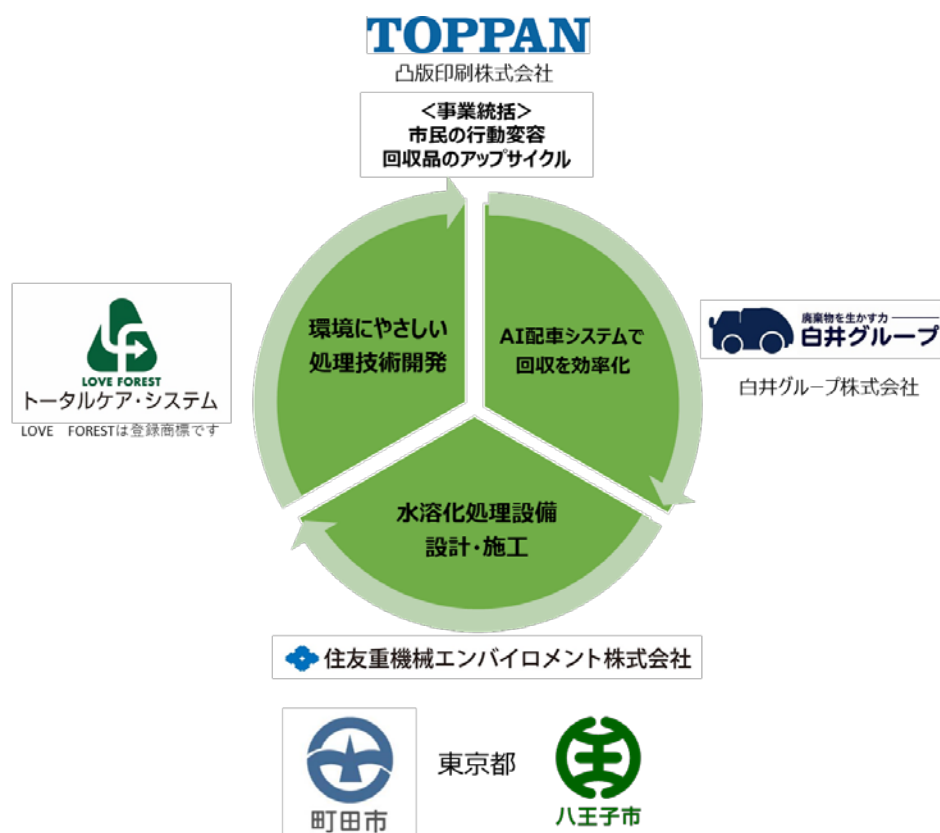 TOPPAN
凸版印刷株式会社
<事業統括>
市民の行動変容
回収品のアップサイクル
環境にやさしい
処理技術開発
AI配車システムで
回収を効率化
廃棄物を生かす力
白井グループ
白井グループ株式会社
LOVE FOREST
トータルケア・システム
LOVE FORESTは登録商標です
水溶化処理設備
設計・施工
住友重機械エンバイロメント株式会社
町田市
東京都
八王子市